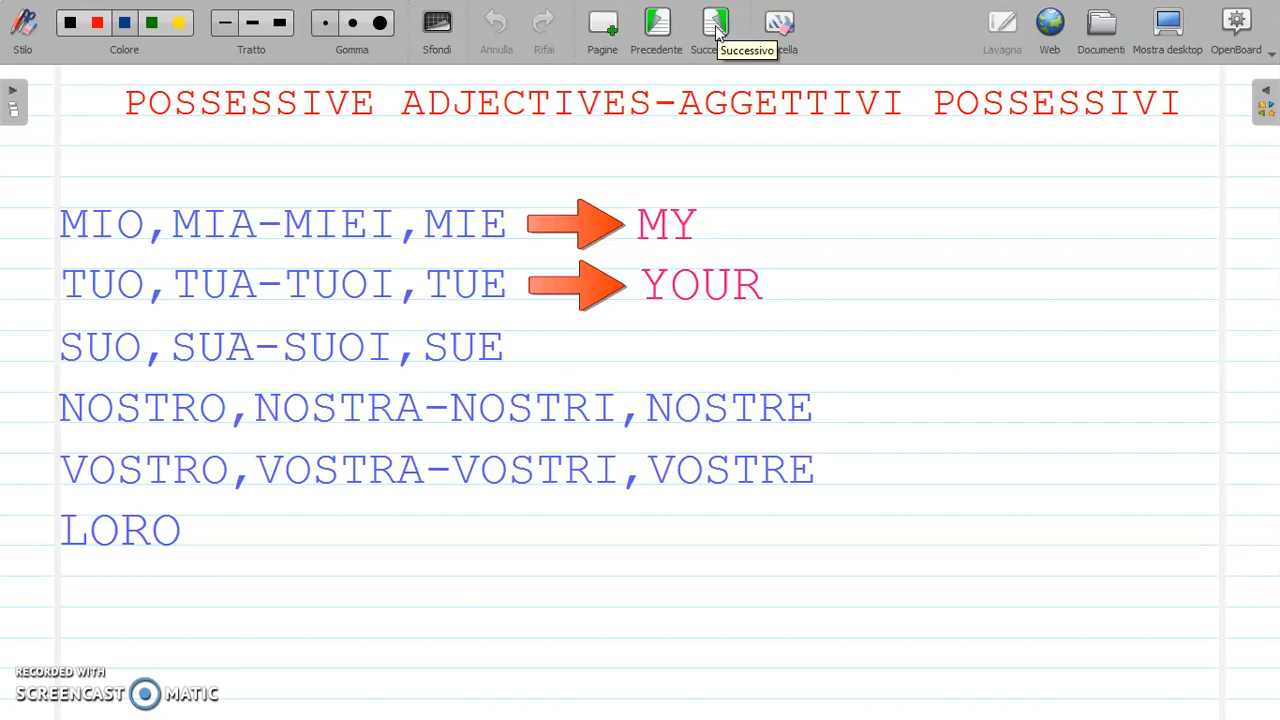 Stilo Colore Tratto Gomma Sfondi Annulla Rifai Pagine Precedente Lavagna Web Documenti Mostra desktop OpenBoard
Successivo
POSSESSIVE ADJECTIVES-AGGETTIVI POSSESSIVI
MIO,MIA-MIEI,MIE MY
TUO,TUA-TUOI,TUE YOUR
SUO,SUA-SUOI,SUE
NOSTRO,NOSTRA-NOSTRI,NOSTRE
VOSTRO,VOSTRA-VOSTRI,VOSTRE
LORO
RECORDED WITH
SCREENCAST MATIC